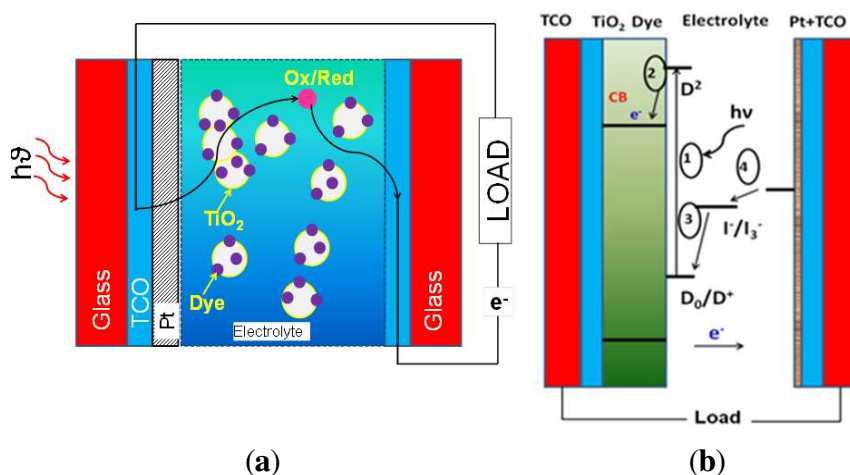 Ox/Red
hϑ
TiO₂
Dye
Electrolyte
Glass
TCO
Pt
Glass
LOAD
e-
(a)
TCO
TiO₂ Dye
Electrolyte
Pt+TCO
2
D²
CB
e⁻
hν
1
4
3
I⁻/I₃⁻
D₀/D⁺
e⁻
Load
(b)